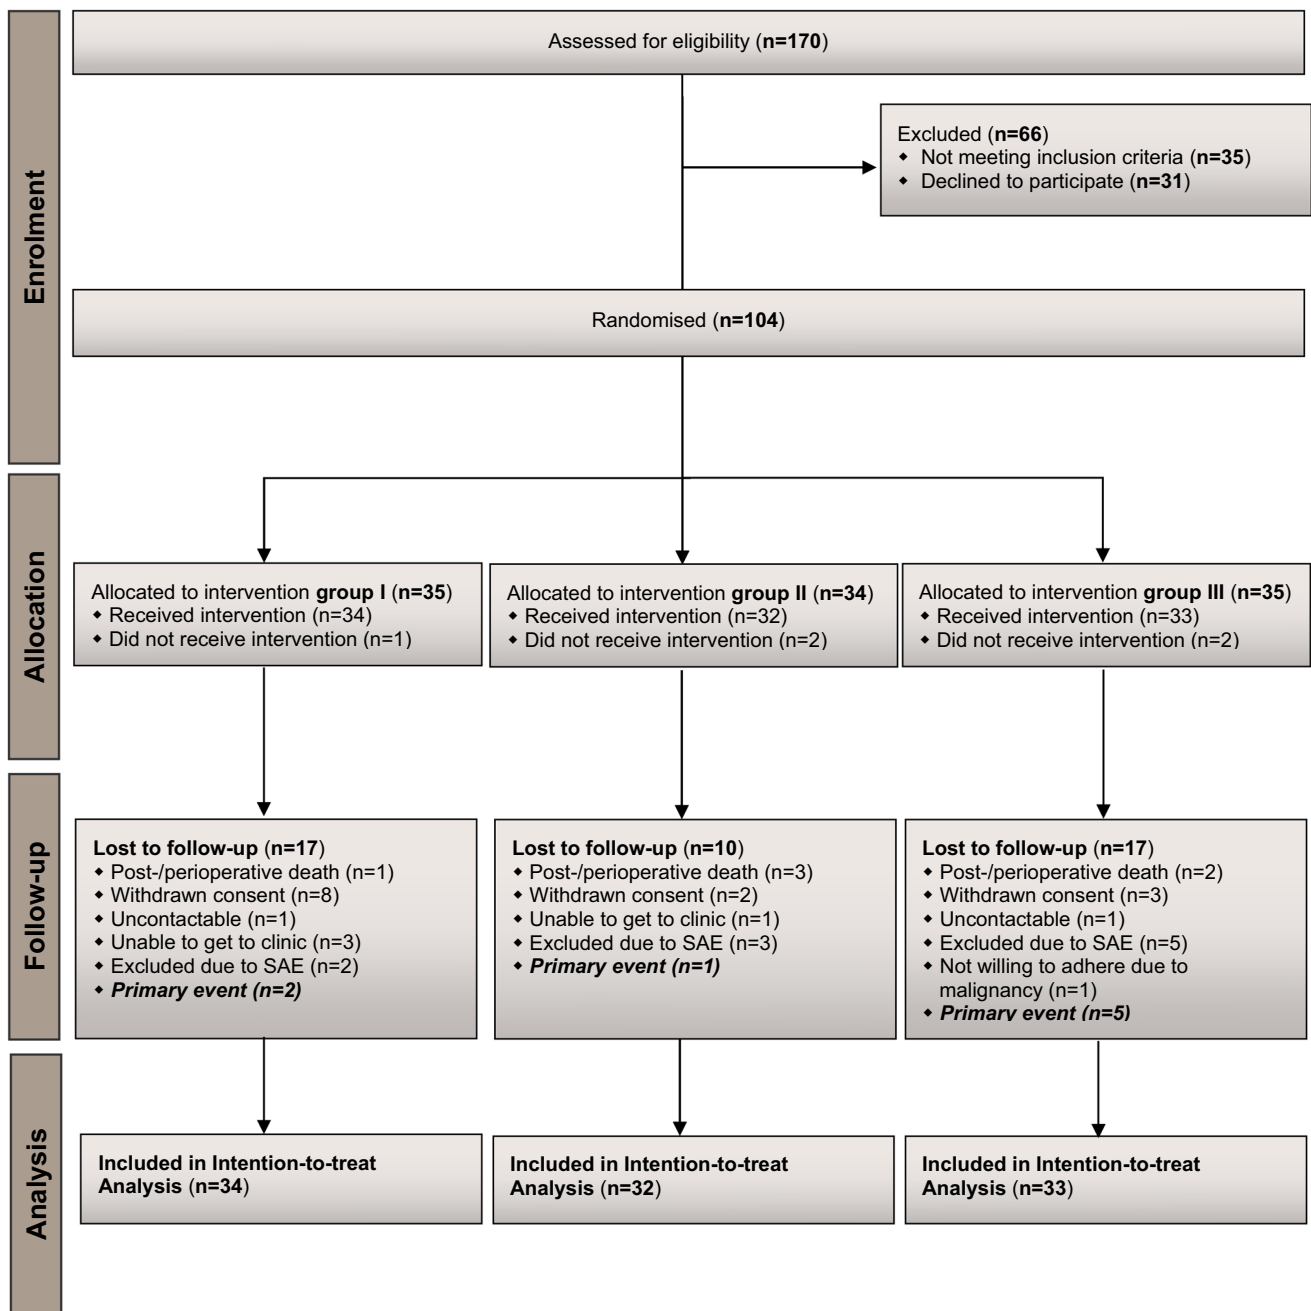 Enrolment
Assessed for eligibility (n=170)
Excluded (n=66)
◆ Not meeting inclusion criteria (n=35)
◆ Declined to participate (n=31)
Randomised (n=104)
Allocation
Allocated to intervention group I (n=35)
◆ Received intervention (n=34)
◆ Did not receive intervention (n=1)
Allocated to intervention group II (n=34)
◆ Received intervention (n=32)
◆ Did not receive intervention (n=2)
Allocated to intervention group III (n=35)
◆ Received intervention (n=33)
◆ Did not receive intervention (n=2)
Follow-up
Lost to follow-up (n=17)
◆ Post-/perioperative death (n=1)
◆ Withdrawn consent (n=8)
◆ Uncontactable (n=1)
◆ Unable to get to clinic (n=3)
◆ Excluded due to SAE (n=2)
◆ Primary event (n=2)
Lost to follow-up (n=10)
◆ Post-/perioperative death (n=3)
◆ Withdrawn consent (n=2)
◆ Unable to get to clinic (n=1)
◆ Excluded due to SAE (n=3)
◆ Primary event (n=1)
Lost to follow-up (n=17)
◆ Post-/perioperative death (n=2)
◆ Withdrawn consent (n=3)
◆ Uncontactable (n=1)
◆ Excluded due to SAE (n=5)
◆ Not willing to adhere due to
malignancy (n=1)
◆ Primary event (n=5)
Analysis
Included in Intention-to-treat
Analysis (n=34)
Included in Intention-to-treat
Analysis (n=32)
Included in Intention-to-treat
Analysis (n=33)